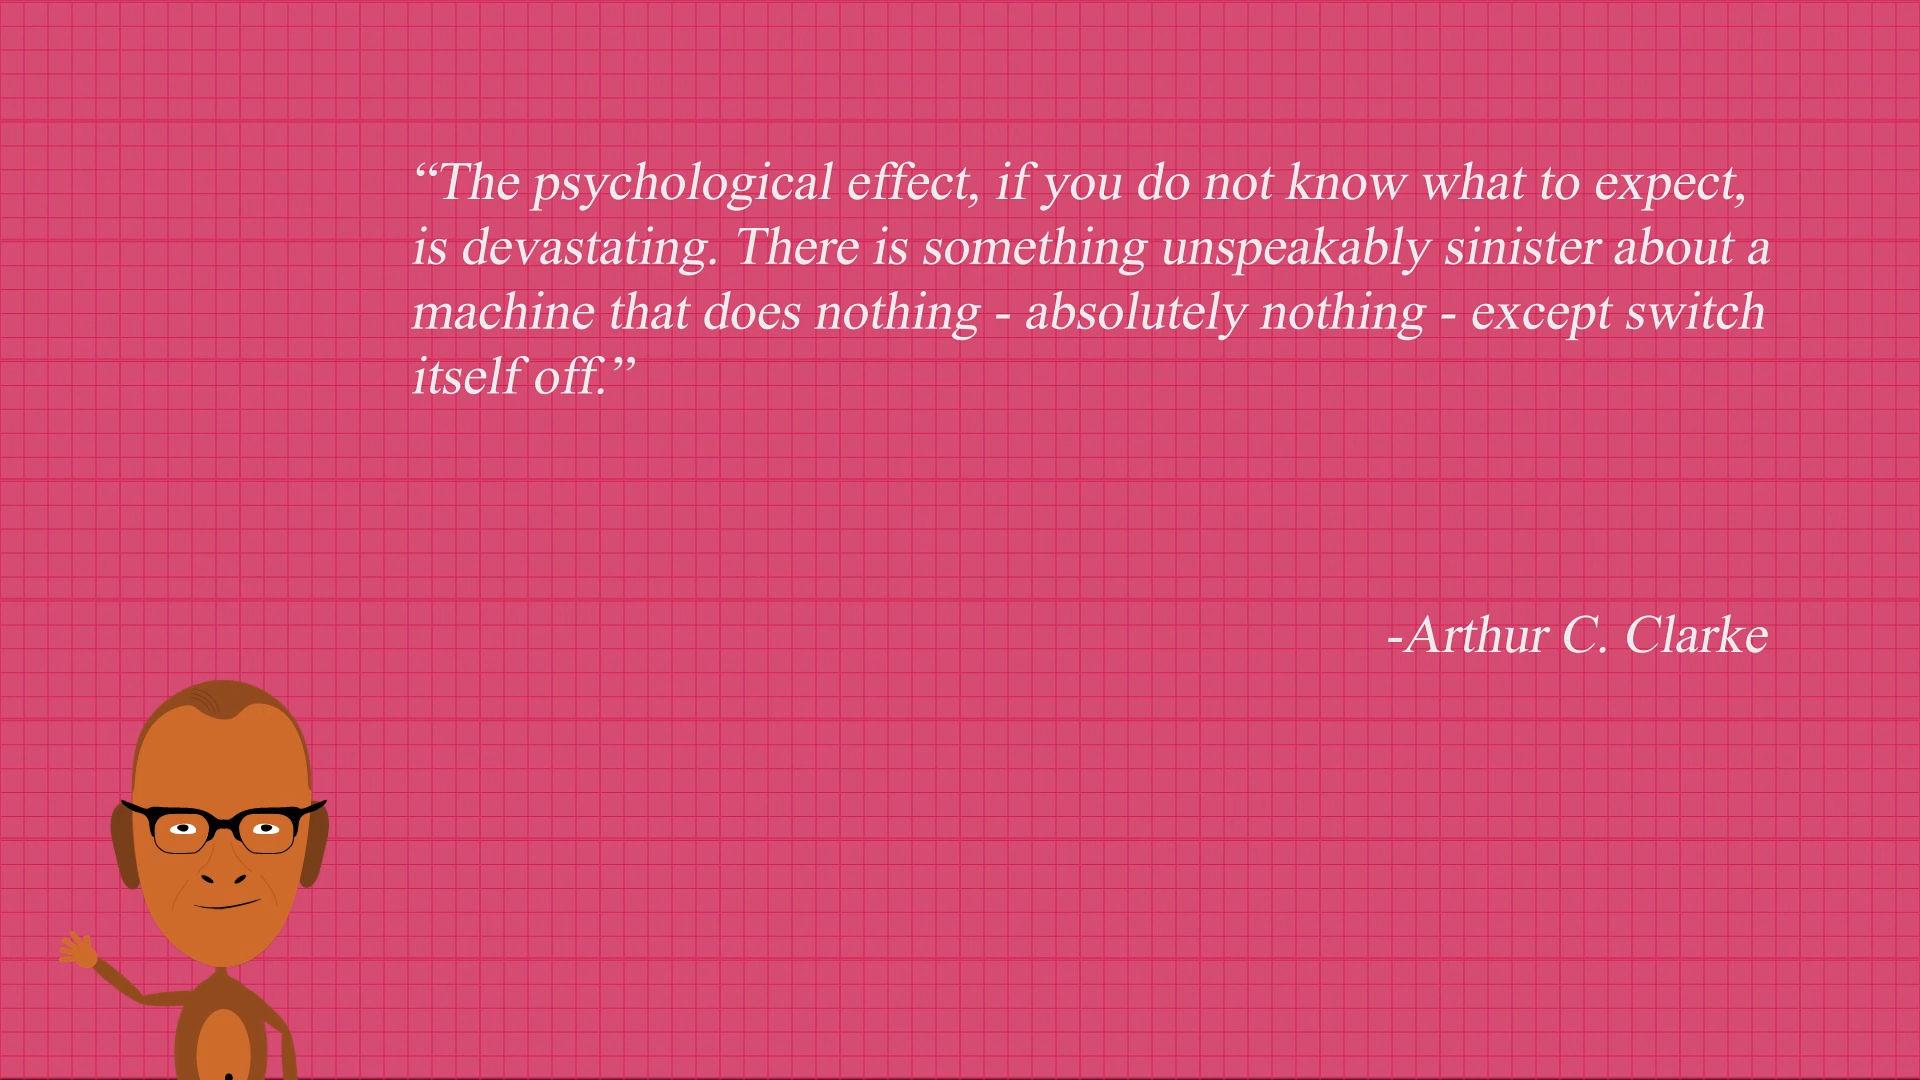 “The psychological effect, if you do not know what to expect,
is devastating. There is something unspeakably sinister about a
machine that does nothing - absolutely nothing - except switch
itself off.”
-Arthur C. Clarke